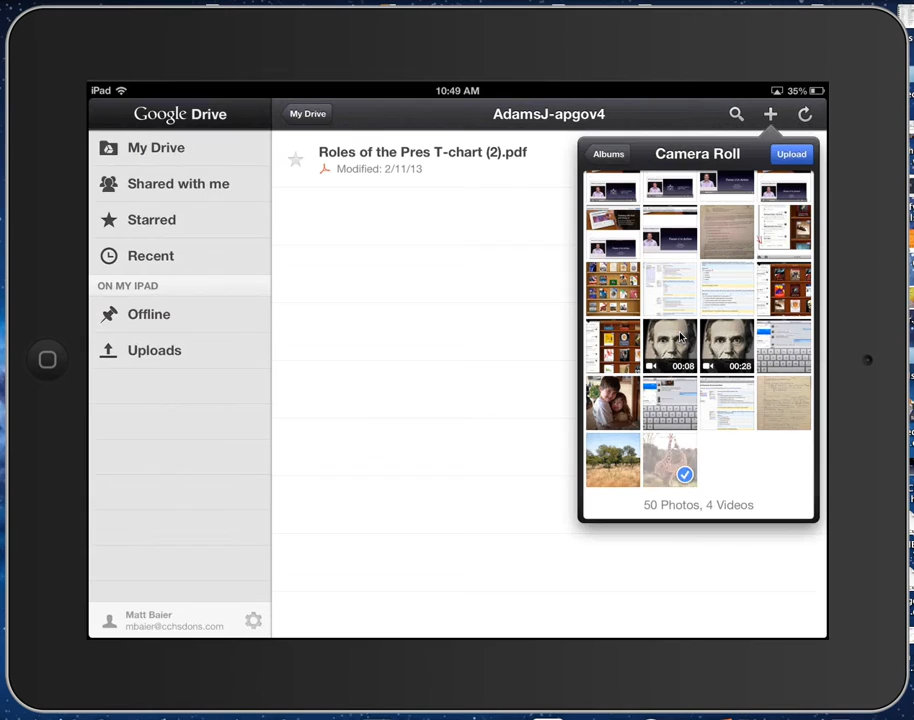 iPad
10:49 AM
35%
Google Drive
My Drive
AdamsJ-apgov4
My Drive
Shared with me
Starred
Recent
ON MY IPAD
Offline
Uploads
Matt Baier
mbaier@cchsdons.com
Roles of the Pres T-chart (2).pdf
Modified: 2/11/13
Albums
Camera Roll
Upload
00:08
00:28
50 Photos, 4 Videos